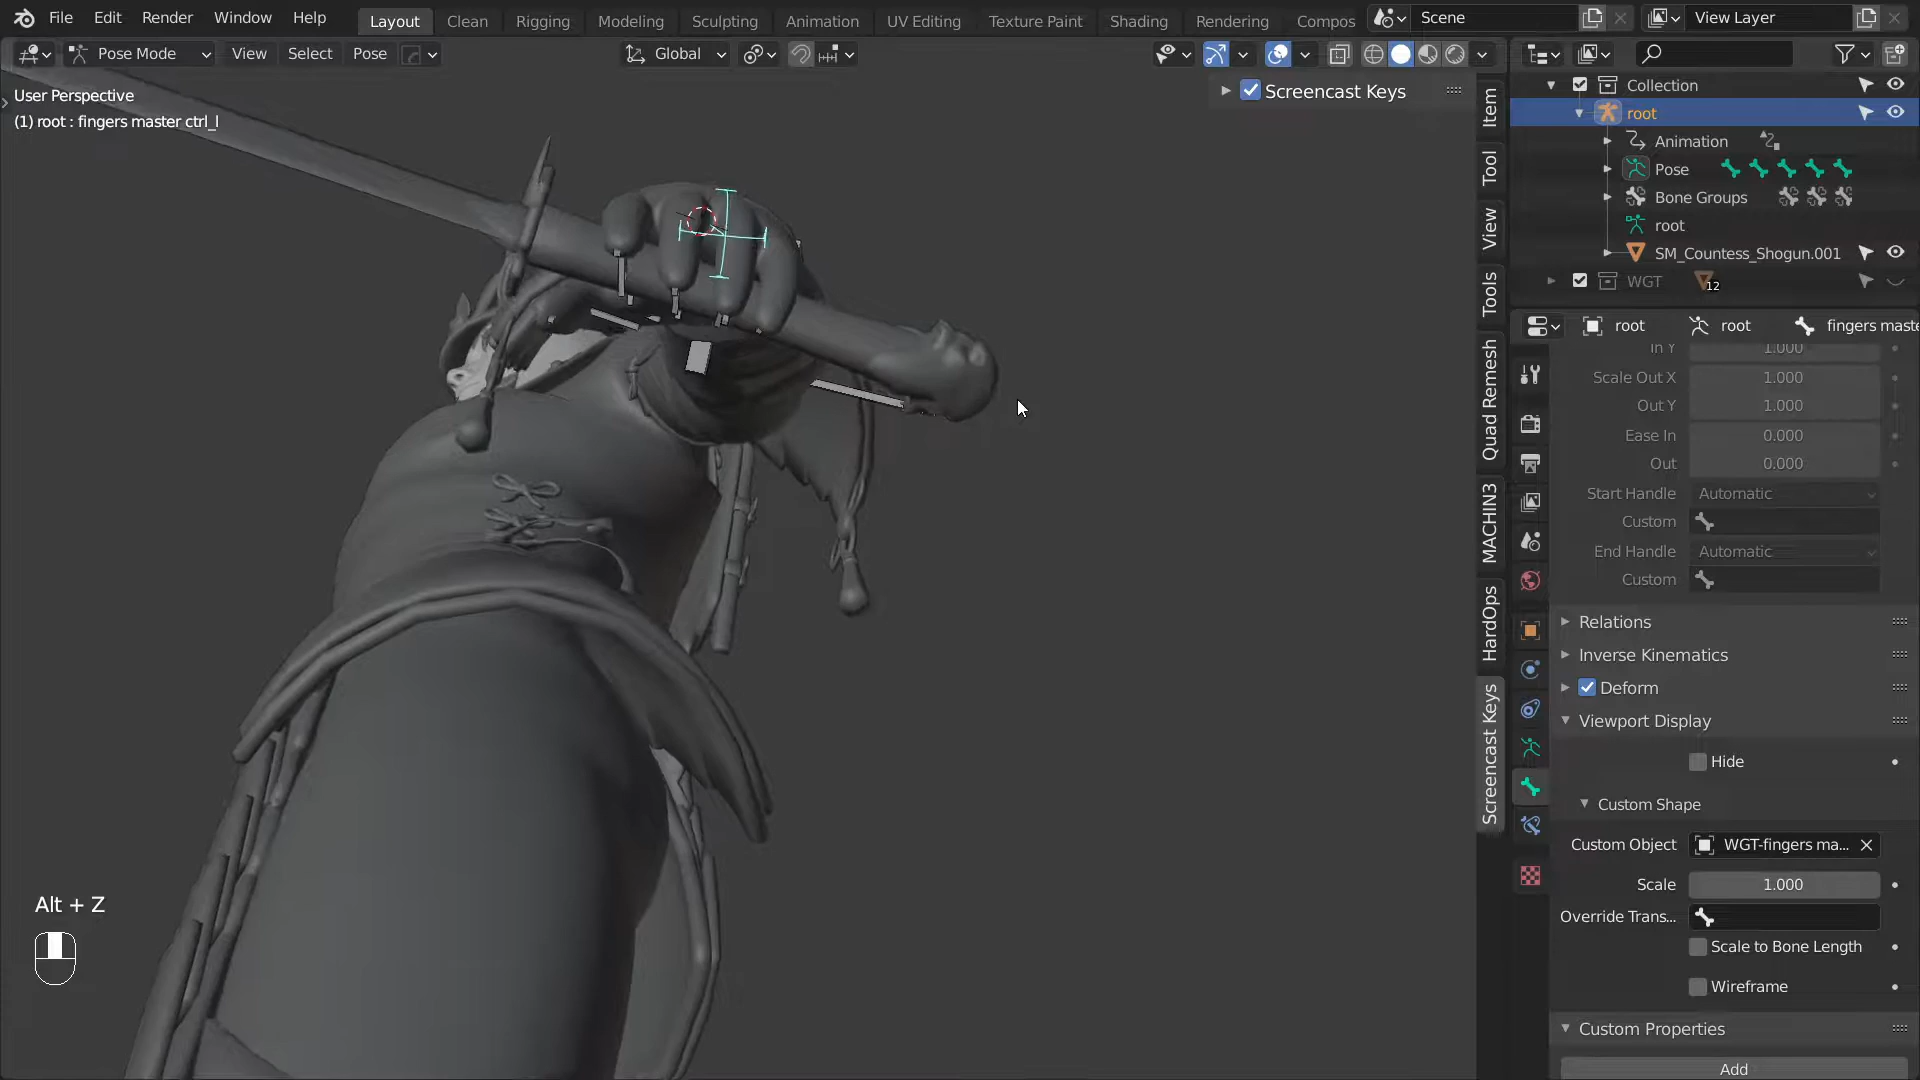 File Edit Render Window Help Layout Clean Rigging Modeling Sculpting Animation UV Editing Texture Paint Shading Rendering Compos Scene View Layer
Pose Mode View Select Pose Global
User Perspective
(1) root : fingers master ctrl_l
Screencast Keys
Item
Tool
View
Tools
Quad Remesh
MACHIN3
HardOps
Screencast Keys
Collection
root
Animation
Pose
Bone Groups
root
SM_Countess_Shogun.001
WGT 12
root root fingers maste
In Y 1.000
Scale Out X 1.000
Out Y 1.000
Ease In 0.000
Out 0.000
Start Handle Automatic
Custom
End Handle Automatic
Custom
Relations
Inverse Kinematics
Deform
Viewport Display
Hide
Custom Shape
Custom Object WGT-fingers ma...
Scale 1.000
Override Trans...
Scale to Bone Length
Wireframe
Custom Properties
Add
Alt + Z